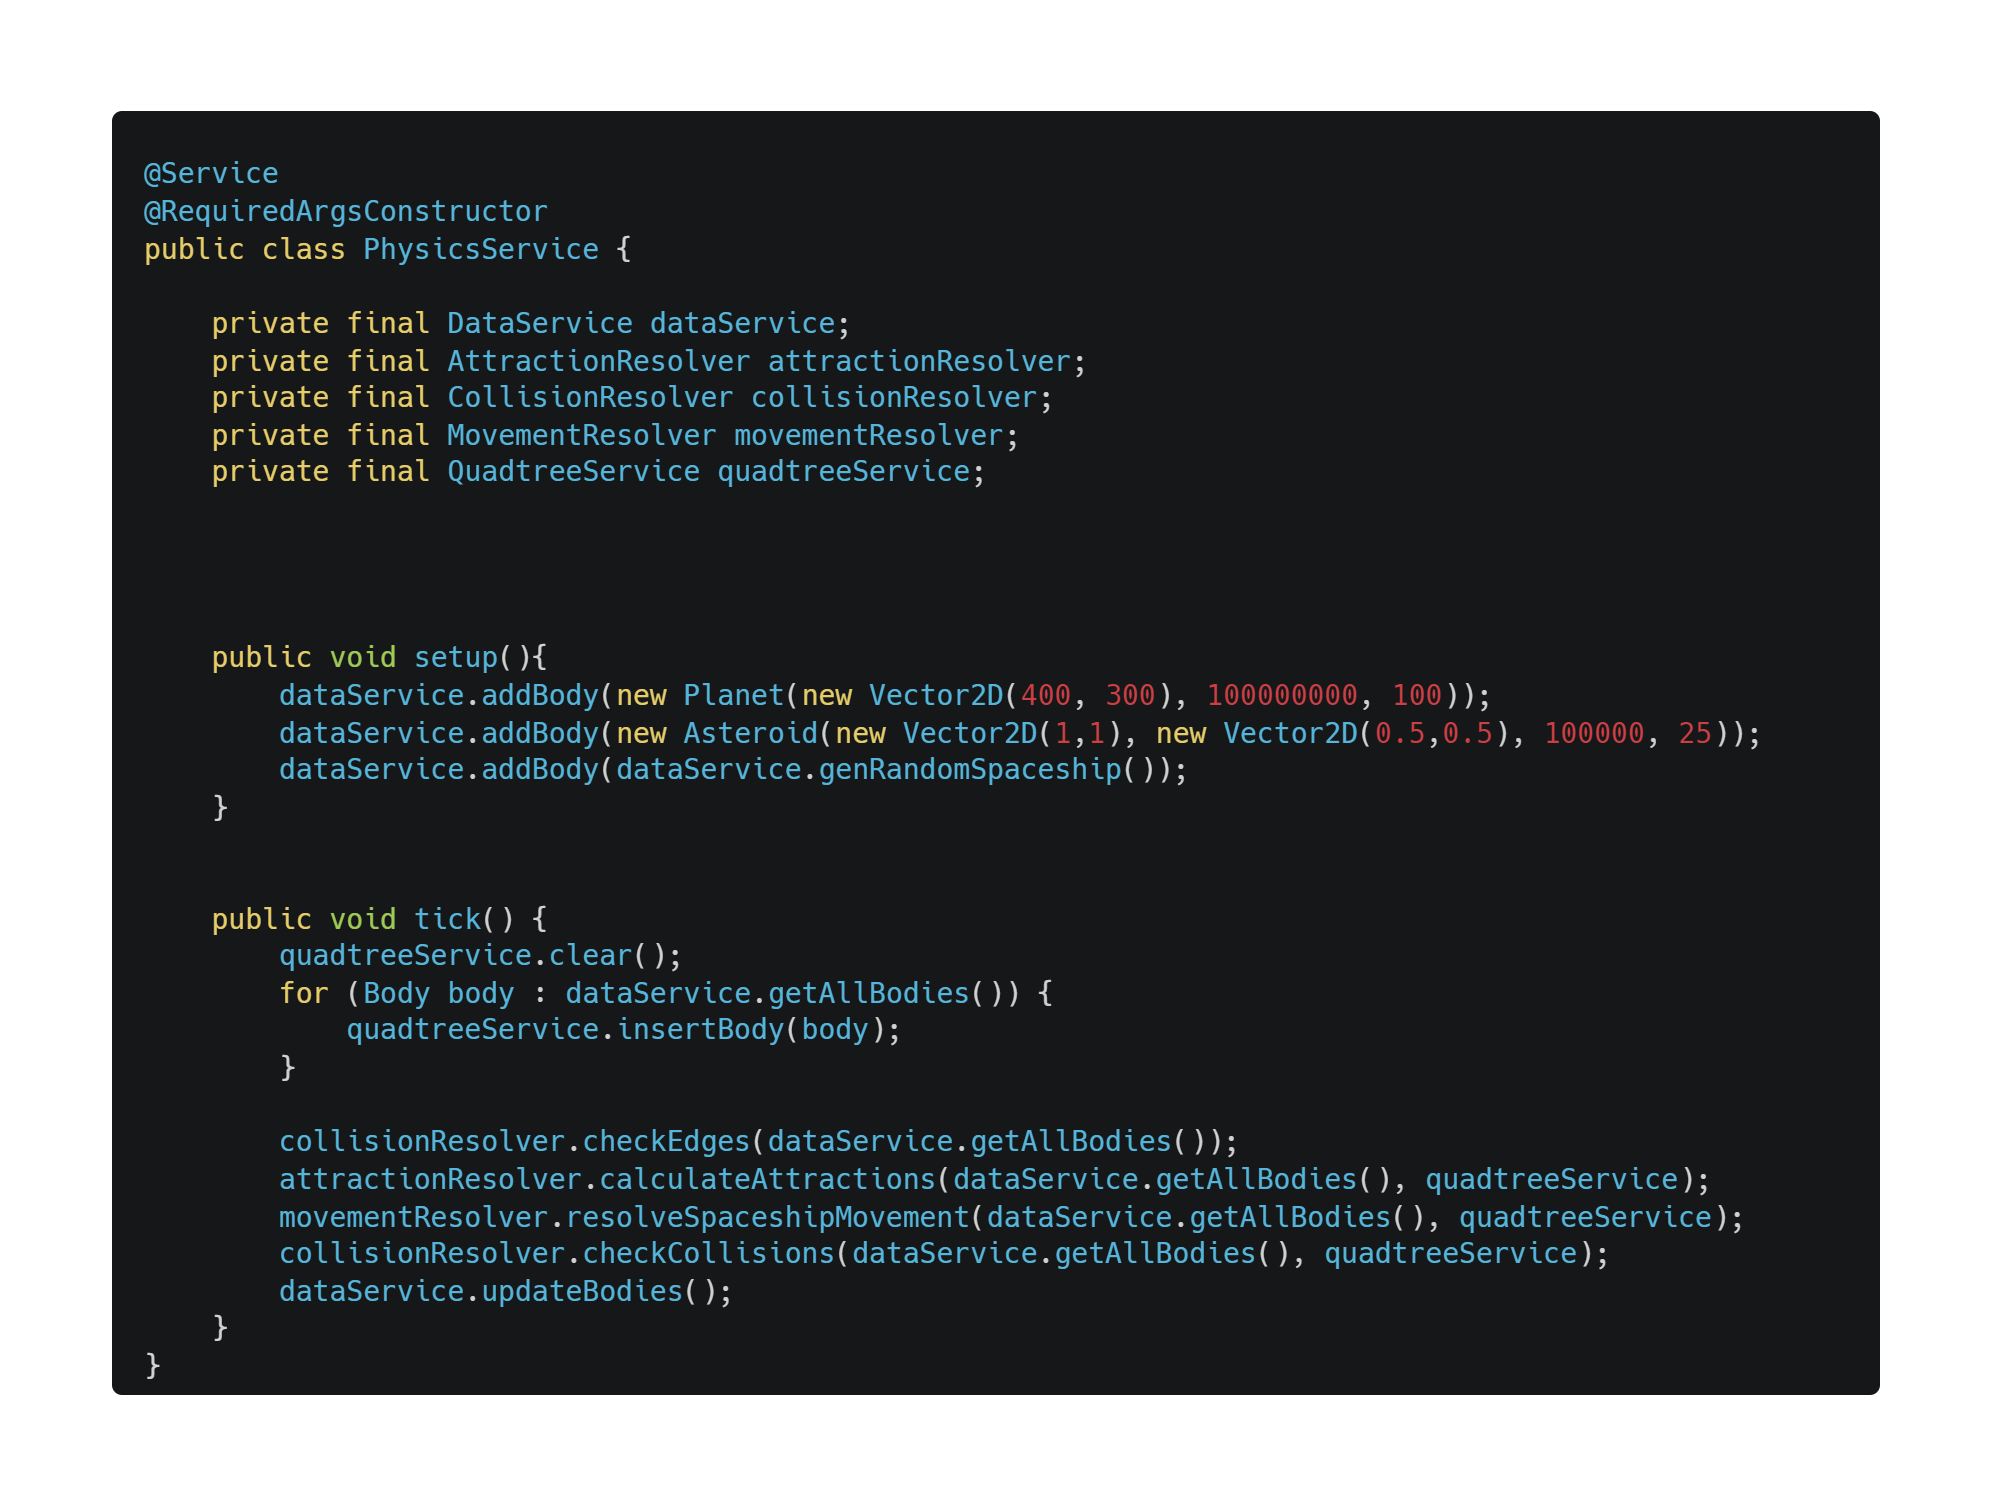 @Service
@RequiredArgsConstructor
public class PhysicsService {
    private final DataService dataService;
    private final AttractionResolver attractionResolver;
    private final CollisionResolver collisionResolver;
    private final MovementResolver movementResolver;
    private final QuadtreeService quadtreeService;
    public void setup(){
        dataService.addBody(new Planet(new Vector2D(400, 300), 100000000, 100));
        dataService.addBody(new Asteroid(new Vector2D(1,1), new Vector2D(0.5,0.5), 100000, 25));
        dataService.addBody(dataService.genRandomSpaceship());
    }
    public void tick() {
        quadtreeService.clear();
        for (Body body : dataService.getAllBodies()) {
            quadtreeService.insertBody(body);
        }
        collisionResolver.checkEdges(dataService.getAllBodies());
        attractionResolver.calculateAttractions(dataService.getAllBodies(), quadtreeService);
        movementResolver.resolveSpaceshipMovement(dataService.getAllBodies(), quadtreeService);
        collisionResolver.checkCollisions(dataService.getAllBodies(), quadtreeService);
        dataService.updateBodies();
    }
}